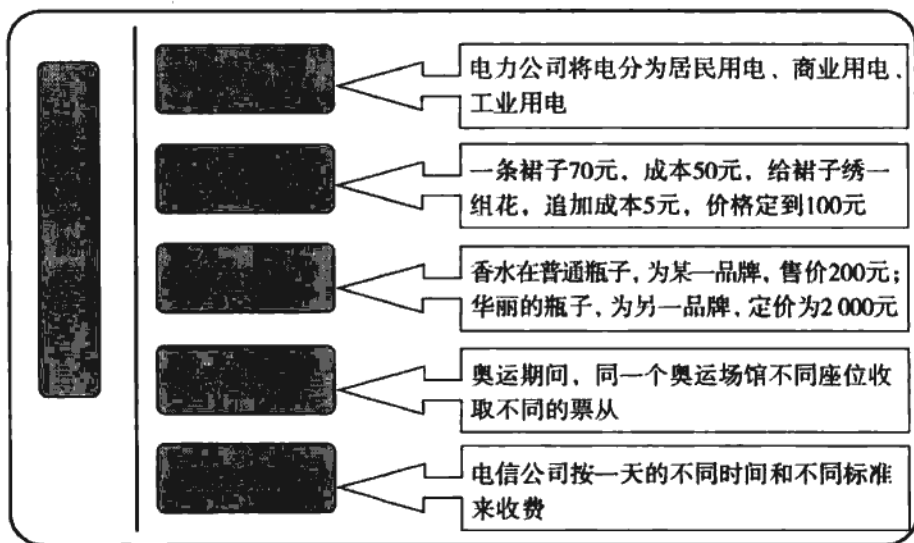 电力公司将电分为居民用电、商业用电、
工业用电
一条裙子70元，成本50元，给裙子绣一
组花，追加成本5元，价格定到100元
香水在普通瓶子，为某一品牌，售价200元；
华丽的瓶子，为另一品牌，定价为2 000元
奥运期间，同一个奥运场馆不同座位收
取不同的票从
电信公司按一天的不同时间和不同标准
来收费